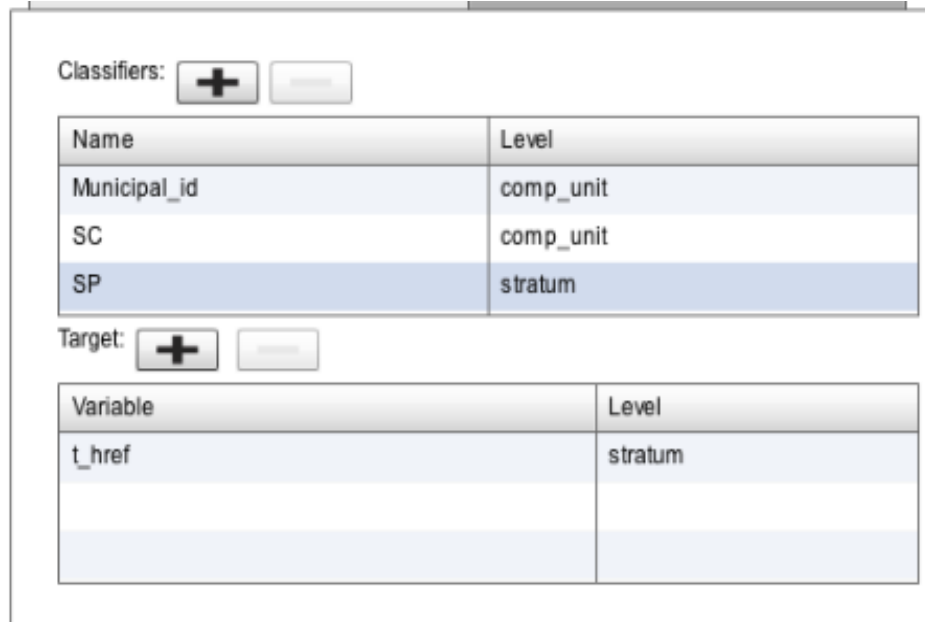 Classifiers:
Name Level
Municipal_id comp_unit
SC comp_unit
SP stratum
Target:
Variable Level
t_href stratum